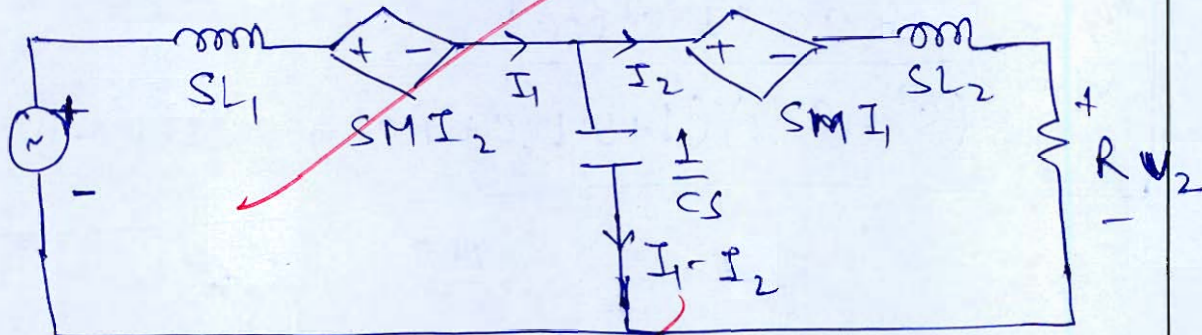 + - + -
I₁ I₂
SL₁ SL₂
SMI₂ SMI₁
+ ~ -
1/CS
+ R V₂ -
I₁ - I₂